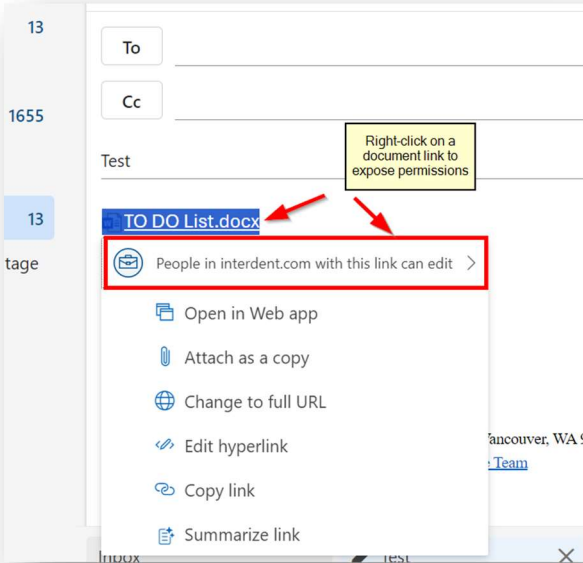 13
To
Cc
1655
Right-click on a
document link to
expose permissions
Test
13
TO DO List.docx
tage
People in interdent.com with this link can edit
Open in Web app
Attach as a copy
Change to full URL
Edit hyperlink
ancouver, WA 9
Team
Copy link
Summarize link
Inbox
Test